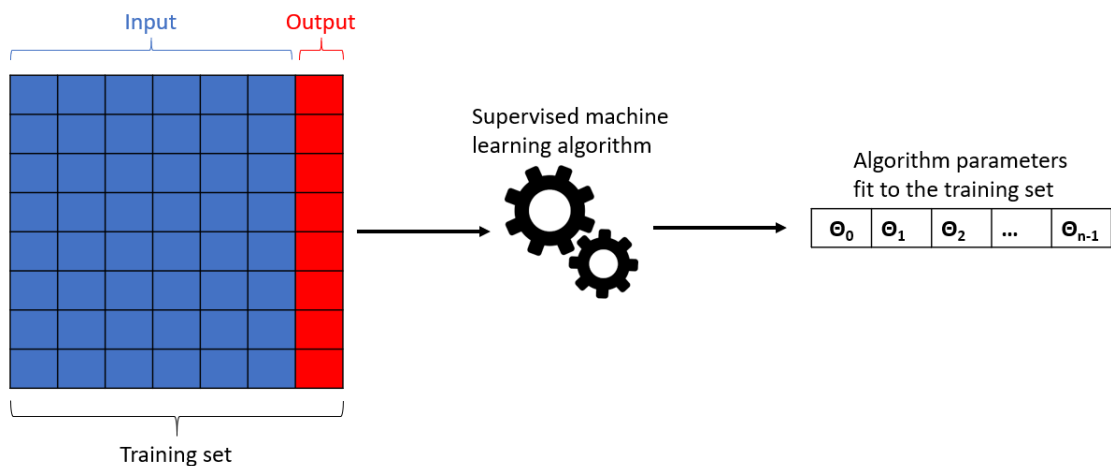 Input
Output
Supervised machine
learning algorithm
Algorithm parameters
fit to the training set
Θ0 Θ1 Θ2 ... Θn-1
Training set